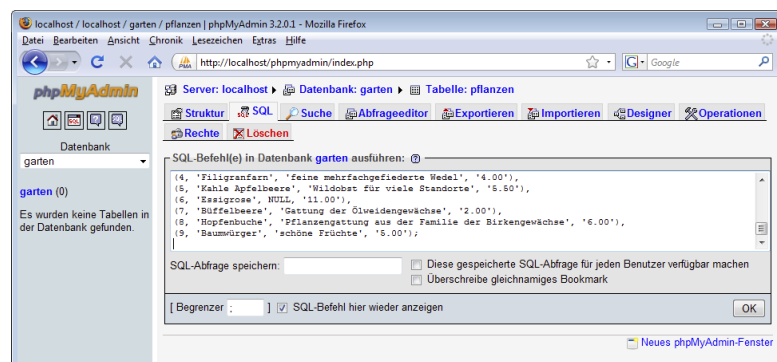 localhost / localhost / garten / pflanzen | phpMyAdmin 3.2.0.1 - Mozilla Firefox
Datei Bearbeiten Ansicht Chronik Lesezeichen Extras Hilfe
http://localhost/phpmyadmin/index.php
Google
phpMyAdmin
Datenbank
garten
garten (0)
Es wurden keine Tabellen in
der Datenbank gefunden.
Server: localhost Datenbank: garten Tabelle: pflanzen
Struktur SQL Suche Abfrageeditor Exportieren Importieren Designer Operationen
Rechte Löschen
SQL-Befehl(e) in Datenbank garten ausführen:
(4, 'Filigranfarn', 'feine mehrfachgefiederte Wedel', '4.00'),
(5, 'Kahle Apfelbeere', 'Wildobst für viele Standorte', '5.50'),
(6, 'Essigrose', NULL, '11.00'),
(7, 'Büffelbeere', 'Gattung der Ölweidengewächse', '2.00'),
(8, 'Hopfenbuche', 'Pflanzengattung aus der Familie der Birkengewächse', '6.00'),
(9, 'Baumwürger', 'schöne Früchte', '5.00');
SQL-Abfrage speichern:
Diese gespeicherte SQL-Abfrage für jeden Benutzer verfügbar machen
Überschreibe gleichnamiges Bookmark
[ Begrenzer ; ] SQL-Befehl hier wieder anzeigen
OK
Neues phpMyAdmin-Fenster